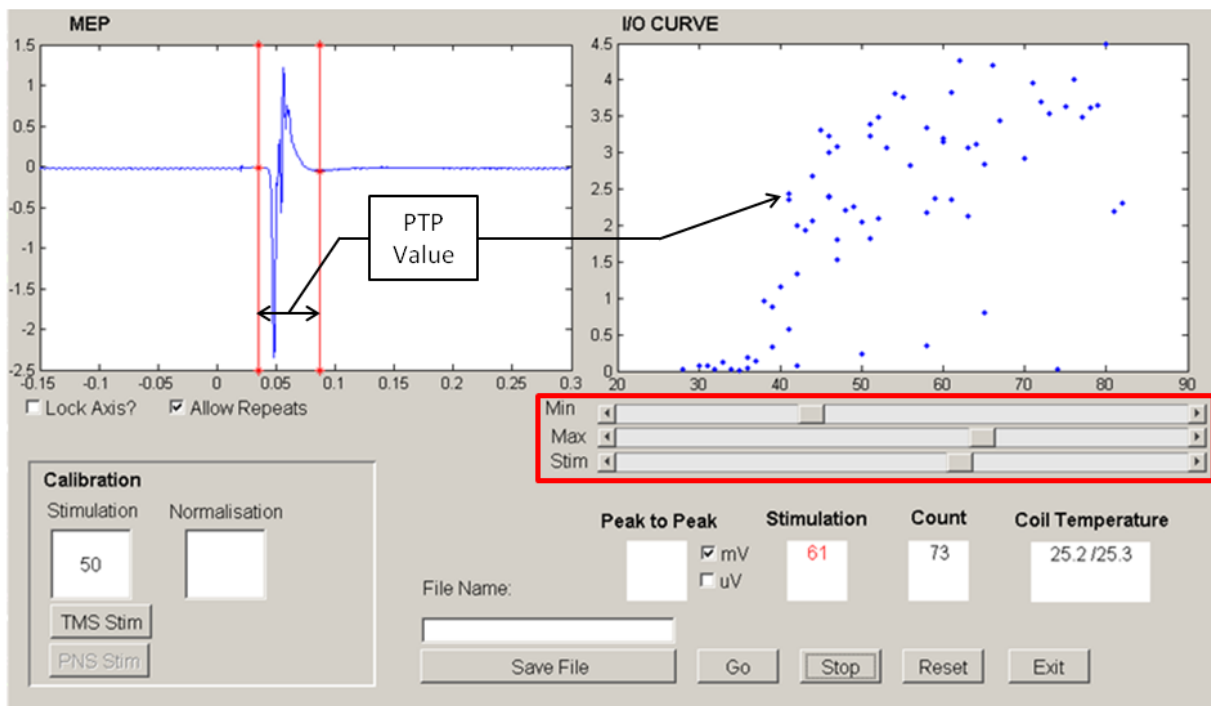 MEP
I/O CURVE
1.5
1
0.5
0
-0.5
-1
-1.5
-2
-2.5
-0.15
-0.1
-0.05
0
0.05
0.1
0.15
0.2
0.25
0.3
4.5
4
3.5
3
2.5
2
1.5
1
0.5
0
20
30
40
50
60
70
80
90
PTP
Value
Lock Axis?
Allow Repeats
Min
Max
Stim
Calibration
Stimulation
Normalisation
50
TMS Stim
PNS Stim
Peak to Peak
Stimulation
Count
Coil Temperature
mV
uV
61
73
25.2 /25.3
File Name:
Save File
Go
Stop
Reset
Exit